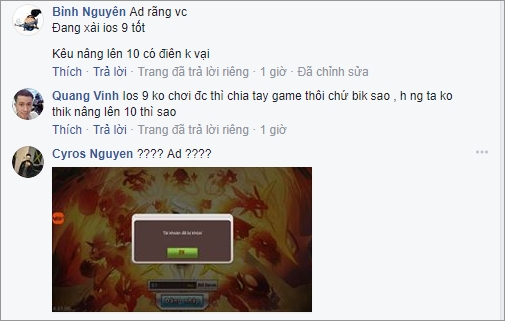 Bình Nguyên Ad rãng vc
Đang xài ios 9 tốt
Kêu nâng lên 10 có điên k vại
Thích · Trả lời · Trang đã trả lời riêng · 1 giờ · Đã chỉnh sửa
Quang Vinh Ios 9 ko chơi đc thì chia tay game thôi chứ bik sao , h ng ta ko
thik nâng lên 10 thì sao
Thích · Trả lời · Trang đã trả lời riêng · 1 giờ
Cyros Nguyen ???? Ad ????
Tài khoản đã bị khóa!